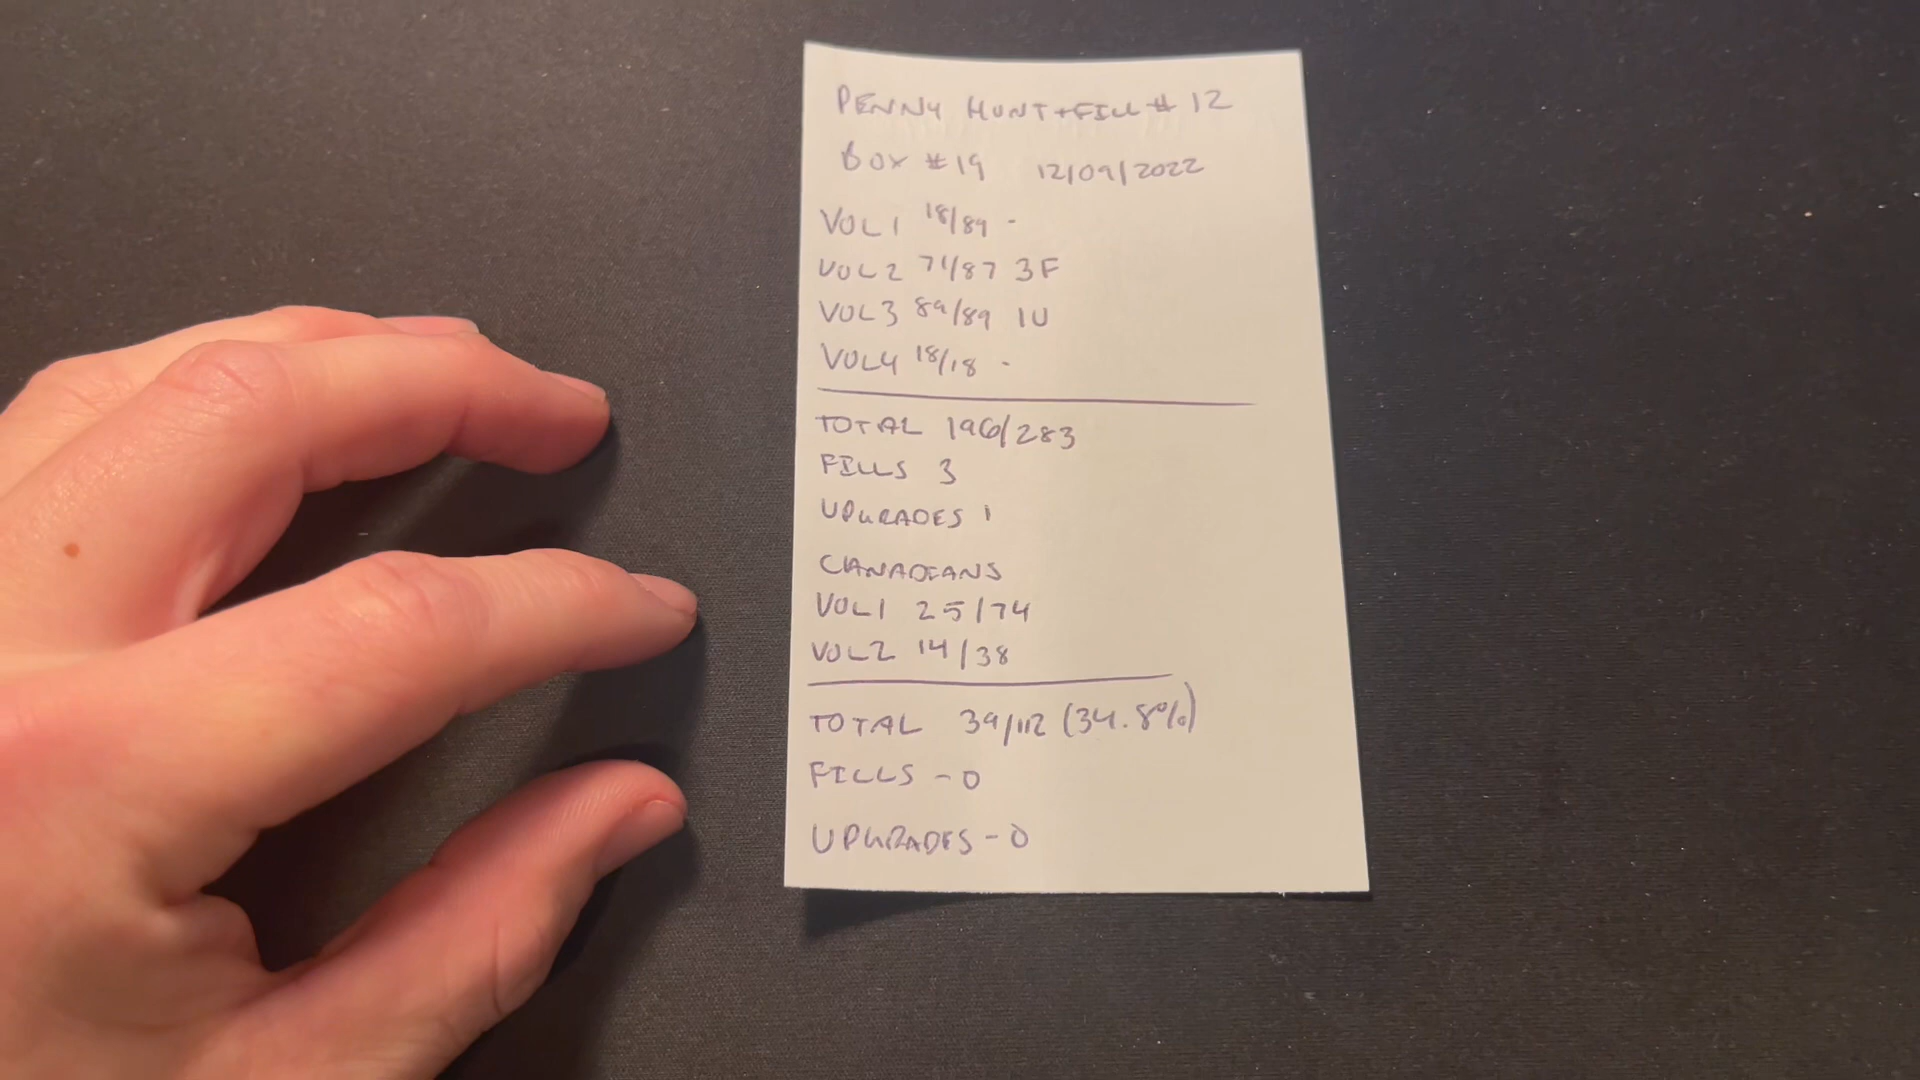 PENNY HUNT+FILL # 12
BOX #19 12/09/2022
VOL1 18/89 -
VOL2 71/87 3F
VOL3 89/89 1U
VOL4 18/18 -
TOTAL 196/283
FILLS 3
UPGRADES 1
CANADIANS
VOL1 25/74
VOL2 14/38
TOTAL 39/112 (34.8%)
FILLS - 0
UPGRADES - 0